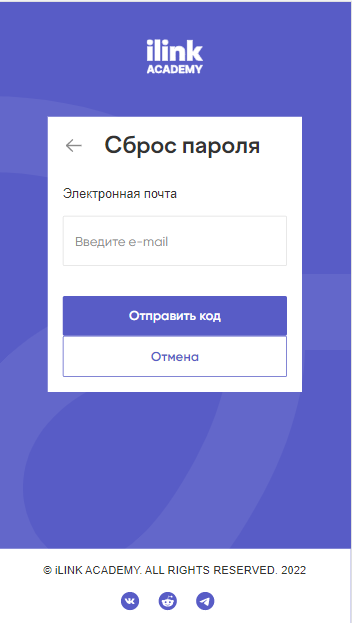 ilink
ACADEMY
Сброс пароля
Электронная почта
Введите e-mail
Отправить код
Отмена
© iLINK ACADEMY. ALL RIGHTS RESERVED. 2022